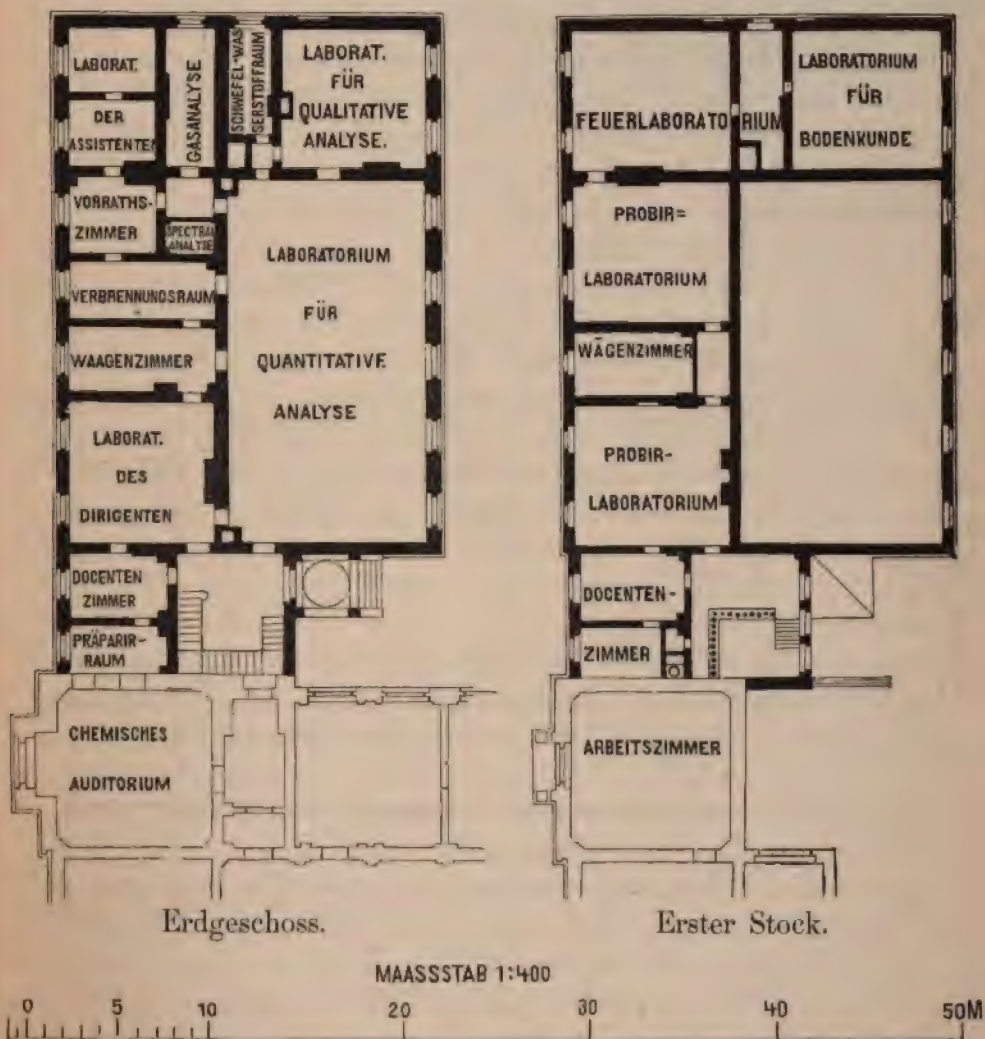 LABORAT.
DER
ASSISTENTEN
GASANALYSE
SCHWEFEL-WAS
SERSTOFFRAUM
LABORAT.
FÜR
QUALITATIVE
ANALYSE.
VORRATHS-
ZIMMER
SPECTRAL
ANALYSE
VERBRENNUNGSRAUM
WAAGENZIMMER
LABORATORIUM
FÜR
QUANTITATIVE
ANALYSE
LABORAT.
DES
DIRIGENTEN
DOCENTEN
ZIMMER
PRÄPARIR-
RAUM
CHEMISCHES
AUDITORIUM
Erdgeschoss.
FEUERLABORATORIUM
LABORATORIUM
FÜR
BODENKUNDE
PROBIR=
LABORATORIUM
WÄGENZIMMER
PROBIR-
LABORATORIUM
DOCENTEN-
ZIMMER
ARBEITSZIMMER
Erster Stock.
MAASSSTAB 1:400
0 5 10 20 30 40 50M